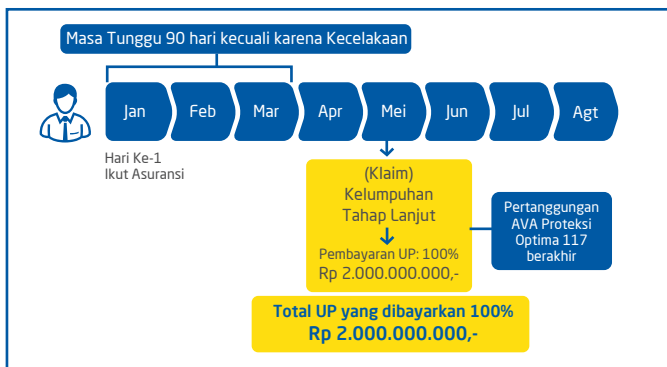 Masa Tunggu 90 hari kecuali karena Kecelakaan
Jan
Feb
Mar
Apr
Mei
Jun
Jul
Agt
Hari Ke-1
Ikut Asuransi
(Klaim)
Kelumpuhan
Tahap Lanjut
Pembayaran UP: 100%
Rp 2.000.000.000,-
Pertanggungan
AVA Proteksi
Optima 117
berakhir
Total UP yang dibayarkan 100%
Rp 2.000.000.000,-